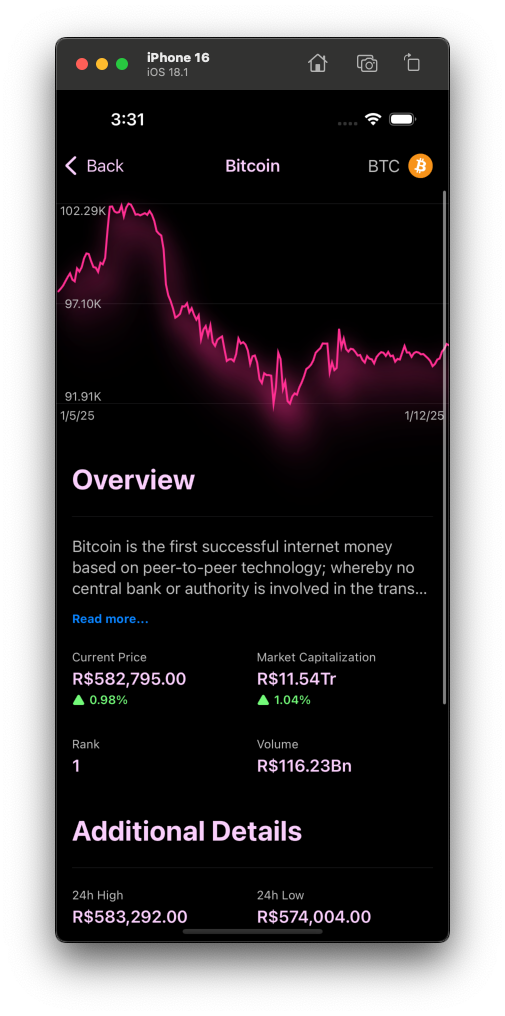 iPhone 16
iOS 18.1
3:31
Back
Bitcoin
BTC
102.29K
97.10K
91.91K
1/5/25
1/12/25
Overview
Bitcoin is the first successful internet money
based on peer-to-peer technology; whereby no
central bank or authority is involved in the trans...
Read more...
Current Price
Market Capitalization
R$582,795.00
R$11.54Tr
0.98%
1.04%
Rank
Volume
1
R$116.23Bn
Additional Details
24h High
24h Low
R$583,292.00
R$574,004.00